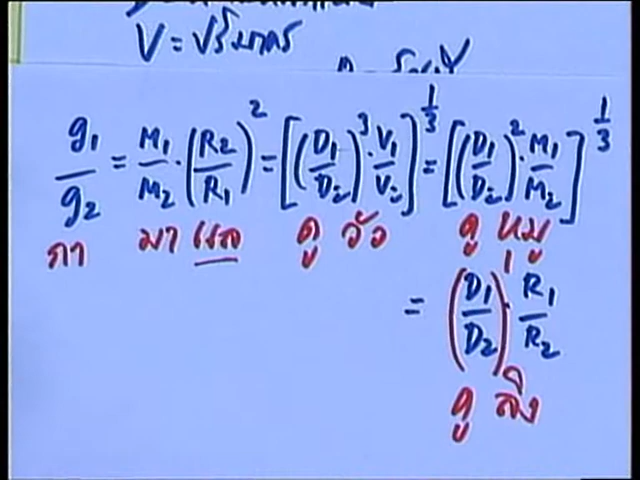 V = ปริมาตร
g₁/g₂ = M₁/M₂ · (R₂/R₁)² = [(D₁/D₂)³ · V₁/V₂]^(1/3) = [(D₁/D₂)² · M₁/M₂]^(1/3)
กา มา เรล ดู วัว ดู หมู
= (D₁/D₂)¹ · R₁/R₂
ดู ลิง